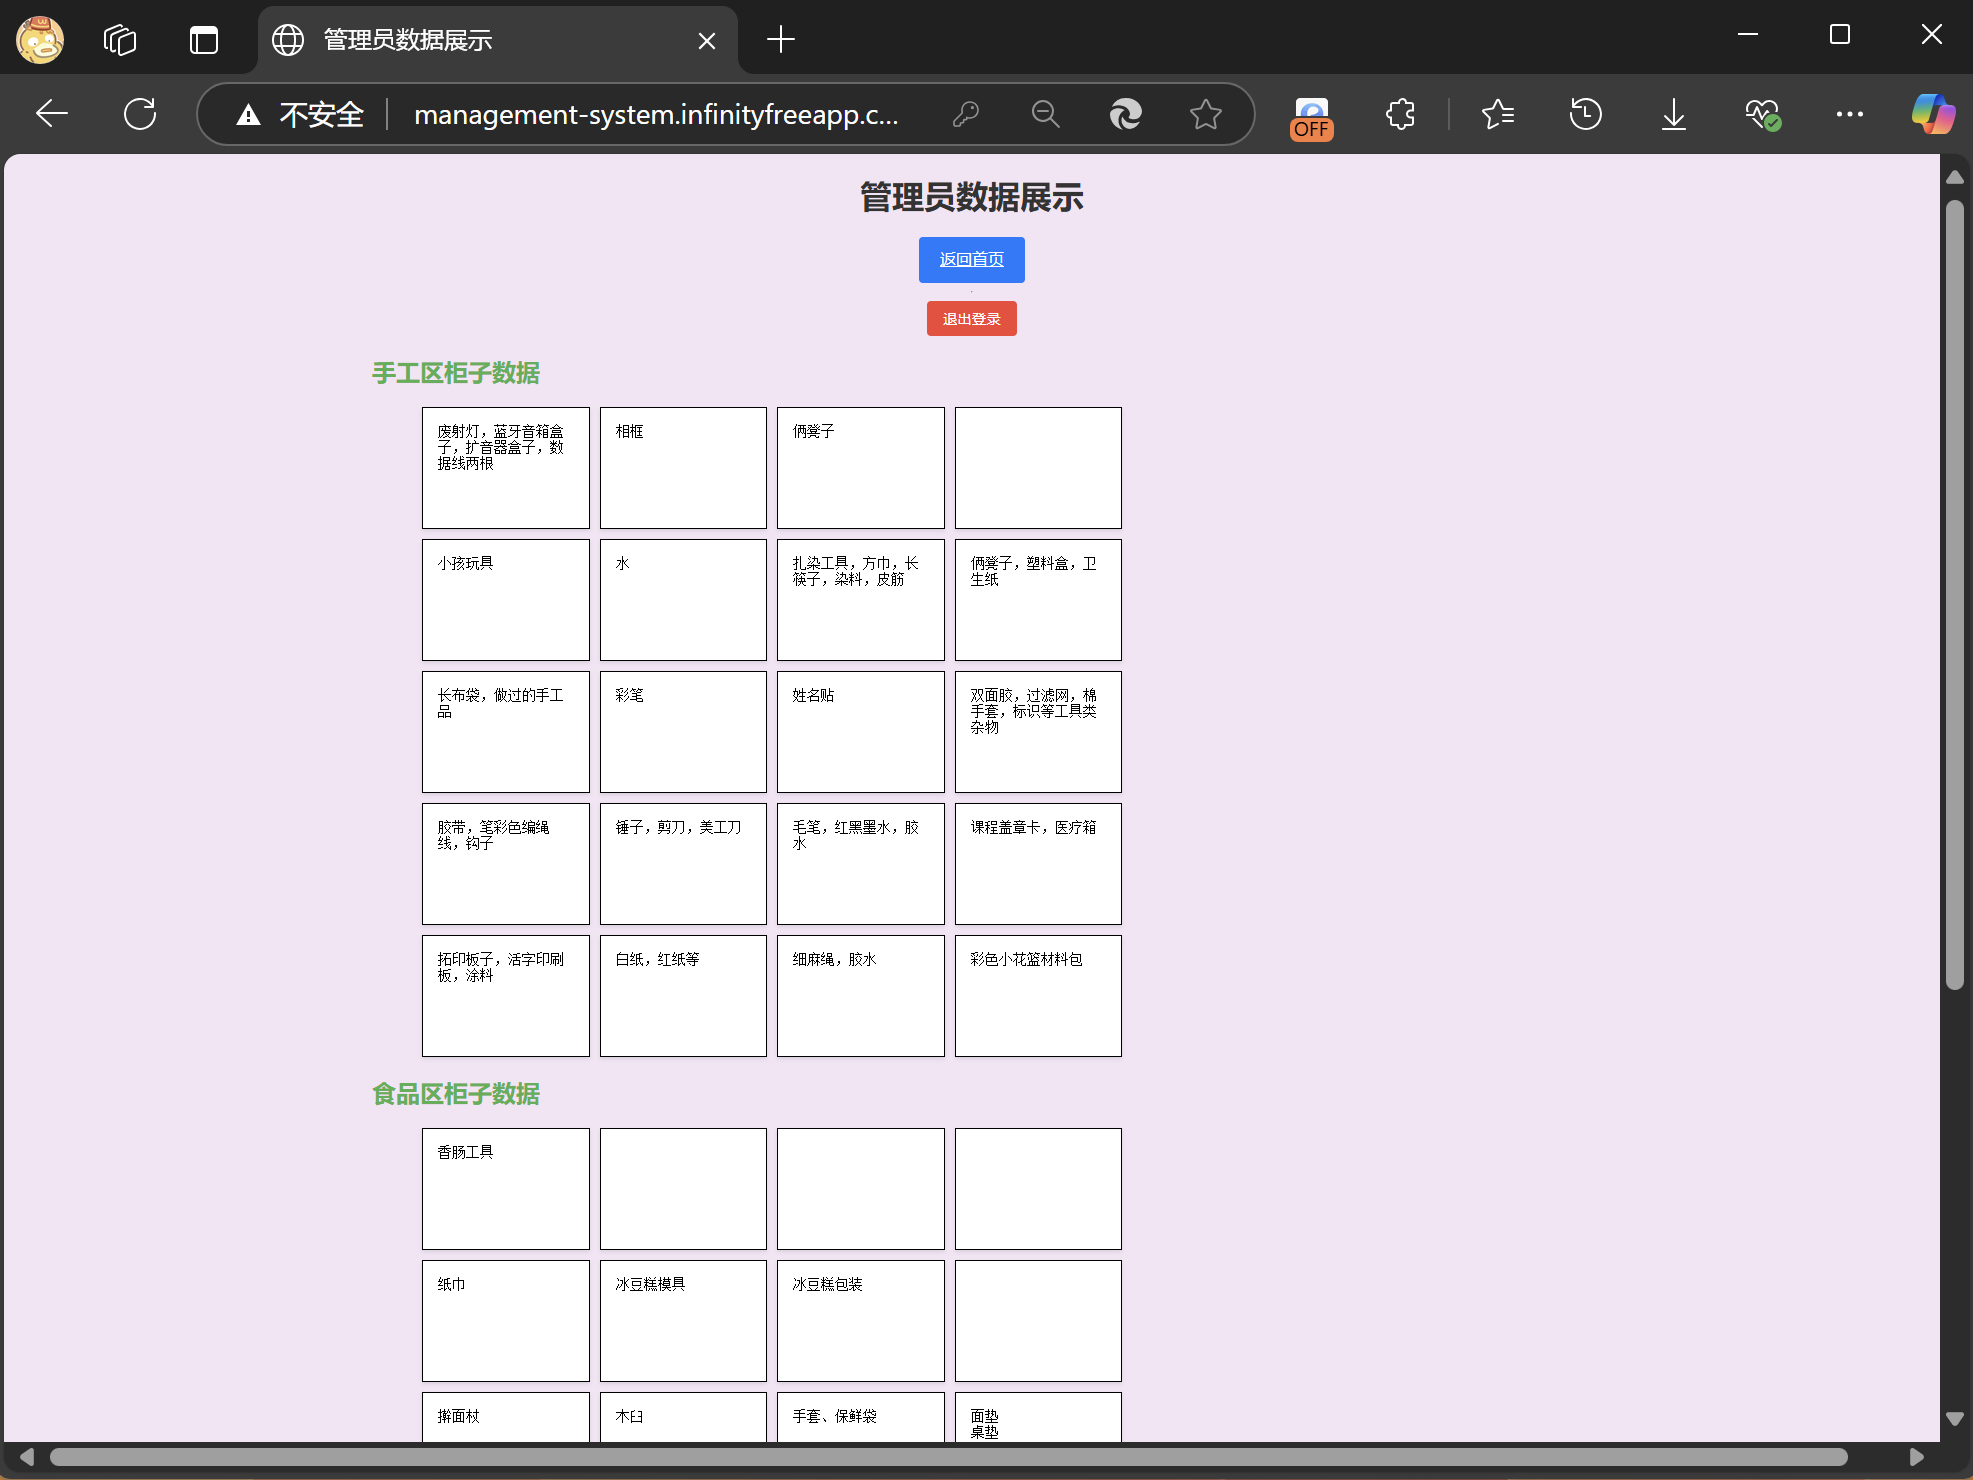 管理员数据展示
不安全
management-system.infinityfreeapp.c...
OFF
管理员数据展示
返回首页
退出登录
手工区柜子数据
废射灯，蓝牙音箱盒
子，扩音器盒子，数
据线两根
相框
俩凳子
小孩玩具
水
扎染工具，方巾，长
筷子，染料，皮筋
俩凳子，塑料盒，卫
生纸
长布袋，做过的手工
品
彩笔
姓名贴
双面胶，过滤网，棉
手套，标识等工具类
杂物
胶带，笔彩色编绳
线，钩子
锤子，剪刀，美工刀
毛笔，红黑墨水，胶
水
课程盖章卡，医疗箱
拓印板子，活字印刷
板，涂料
白纸，红纸等
细麻绳，胶水
彩色小花篮材料包
食品区柜子数据
香肠工具
纸巾
冰豆糕模具
冰豆糕包装
擀面杖
木臼
手套、保鲜袋
面垫
桌垫